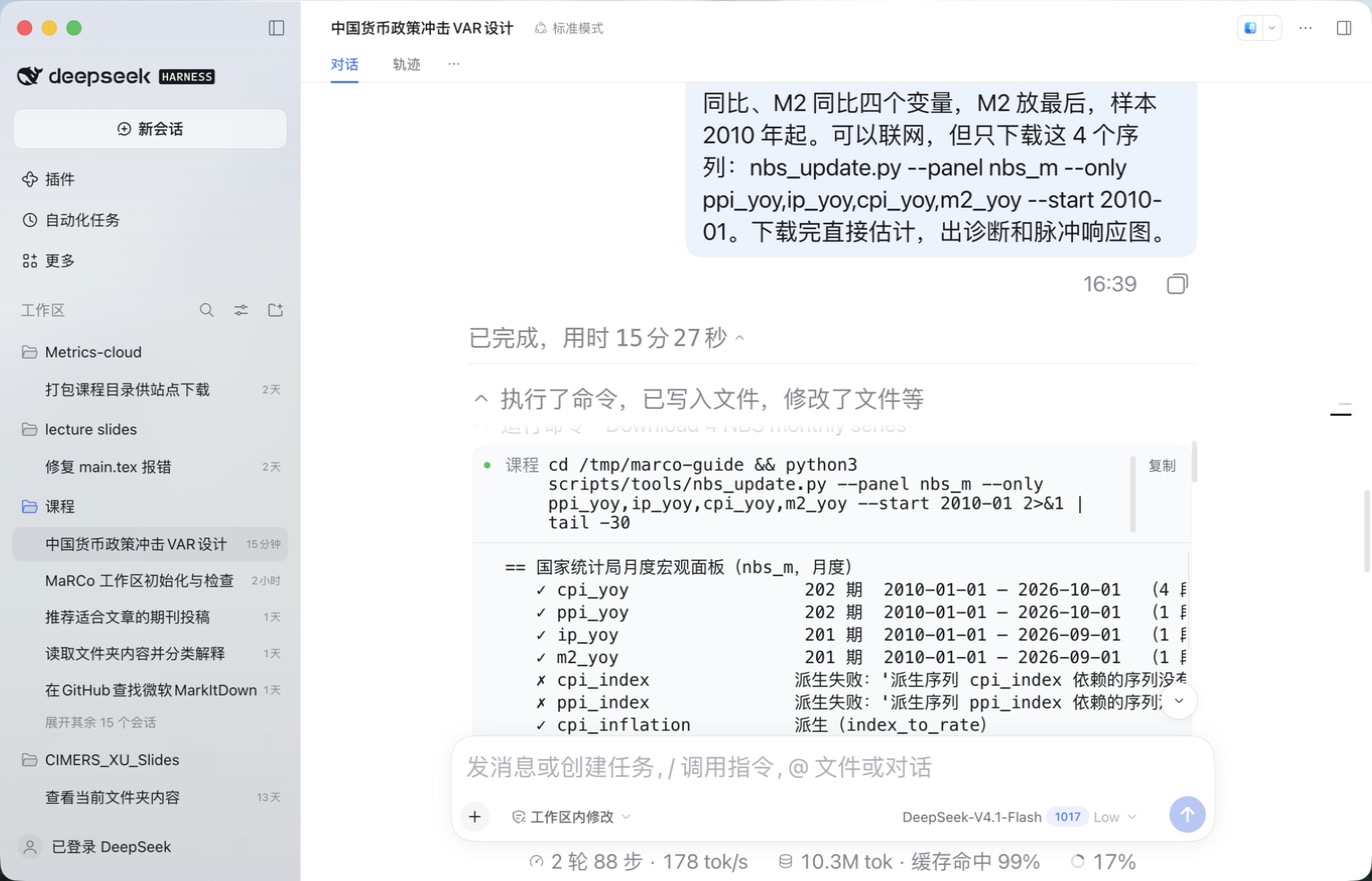 deepseek HARNESS
新会话
插件
自动化任务
更多
工作区
Metrics-cloud
打包课程目录供站点下载 2天
lecture slides
修复 main.tex 报错 2天
课程
中国货币政策冲击 VAR 设计 15分钟
MaRCo 工作区初始化与检查 2小时
推荐适合文章的期刊投稿 1天
读取文件夹内容并分类解释 1天
在 GitHub 查找微软 MarkItDown 1天
展开其余 15 个会话
CIMERS_XU_Slides
查看当前文件夹内容 13天
已登录 DeepSeek
中国货币政策冲击 VAR 设计 标准模式
对话 轨迹 ···
同比、M2 同比四个变量，M2 放最后，样本
2010 年起。可以联网，但只下载这 4 个序
列：nbs_update.py --panel nbs_m --only
ppi_yoy,ip_yoy,cpi_yoy,m2_yoy --start 2010-
01。下载完直接估计，出诊断和脉冲响应图。
16:39
已完成，用时 15 分 27 秒
执行了命令，已写入文件，修改了文件等
运行命令 Download 4 NBS monthly series
课程 cd /tmp/marco-guide && python3
scripts/tools/nbs_update.py --panel nbs_m --only
ppi_yoy,ip_yoy,cpi_yoy,m2_yoy --start 2010-01 2>&1 |
tail -30
复制
== 国家统计局月度宏观面板（nbs_m，月度）
✓ cpi_yoy 202 期 2010-01-01 — 2026-10-01 （4
✓ ppi_yoy 202 期 2010-01-01 — 2026-10-01 （1
✓ ip_yoy 201 期 2010-01-01 — 2026-09-01 （1
✓ m2_yoy 201 期 2010-01-01 — 2026-09-01 （1
✗ cpi_index 派生失败：'派生序列 cpi_index 依赖的序列没有
✗ ppi_index 派生失败：'派生序列 ppi_index 依赖的序列
✓ cpi_inflation 派生（index_to_rate）
发消息或创建任务，/ 调用指令，@ 文件或对话
工作区内修改
DeepSeek-V4.1-Flash 1017 Low
2 轮 88 步 · 178 tok/s 10.3M tok · 缓存命中 99% 17%